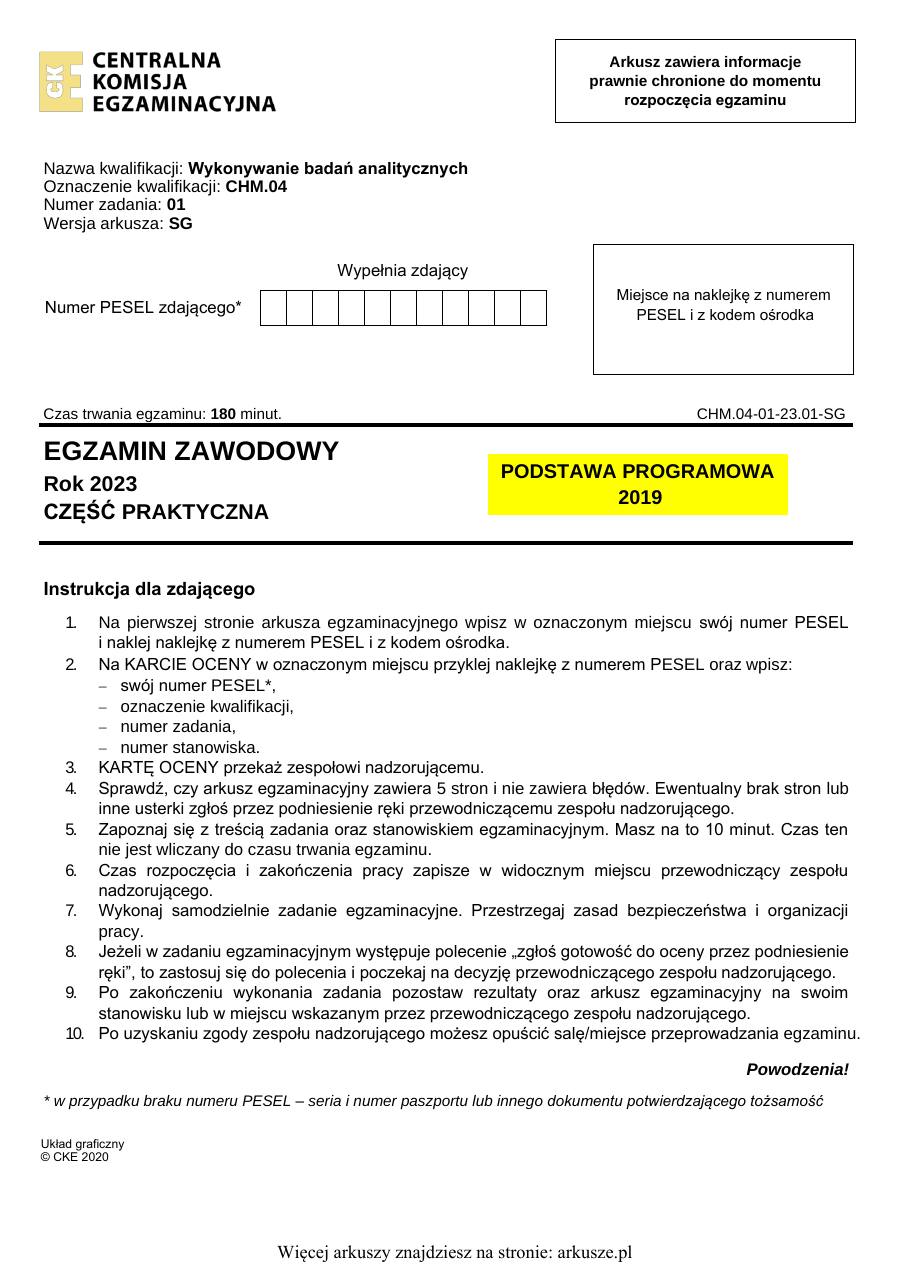 CK
CENTRALNA
KOMISJA
EGZAMINACYJNA
Arkusz zawiera informacje
prawnie chronione do momentu
rozpoczęcia egzaminu
Nazwa kwalifikacji: Wykonywanie badań analitycznych
Oznaczenie kwalifikacji: CHM.04
Numer zadania: 01
Wersja arkusza: SG
Wypełnia zdający
Numer PESEL zdającego*
Miejsce na naklejkę z numerem
PESEL i z kodem ośrodka
Czas trwania egzaminu: 180 minut.
CHM.04-01-23.01-SG
EGZAMIN ZAWODOWY
Rok 2023
CZĘŚĆ PRAKTYCZNA
PODSTAWA PROGRAMOWA
2019
Instrukcja dla zdającego
1. Na pierwszej stronie arkusza egzaminacyjnego wpisz w oznaczonym miejscu swój numer PESEL
i naklej naklejkę z numerem PESEL i z kodem ośrodka.
2. Na KARCIE OCENY w oznaczonym miejscu przyklej naklejkę z numerem PESEL oraz wpisz:
– swój numer PESEL*,
– oznaczenie kwalifikacji,
– numer zadania,
– numer stanowiska.
3. KARTĘ OCENY przekaż zespołowi nadzorującemu.
4. Sprawdź, czy arkusz egzaminacyjny zawiera 5 stron i nie zawiera błędów. Ewentualny brak stron lub
inne usterki zgłoś przez podniesienie ręki przewodniczącemu zespołu nadzorującego.
5. Zapoznaj się z treścią zadania oraz stanowiskiem egzaminacyjnym. Masz na to 10 minut. Czas ten
nie jest wliczany do czasu trwania egzaminu.
6. Czas rozpoczęcia i zakończenia pracy zapisze w widocznym miejscu przewodniczący zespołu
nadzorującego.
7. Wykonaj samodzielnie zadanie egzaminacyjne. Przestrzegaj zasad bezpieczeństwa i organizacji
pracy.
8. Jeżeli w zadaniu egzaminacyjnym występuje polecenie „zgłoś gotowość do oceny przez podniesienie
ręki”, to zastosuj się do polecenia i poczekaj na decyzję przewodniczącego zespołu nadzorującego.
9. Po zakończeniu wykonania zadania pozostaw rezultaty oraz arkusz egzaminacyjny na swoim
stanowisku lub w miejscu wskazanym przez przewodniczącego zespołu nadzorującego.
10. Po uzyskaniu zgody zespołu nadzorującego możesz opuścić salę/miejsce przeprowadzania egzaminu.
Powodzenia!
* w przypadku braku numeru PESEL – seria i numer paszportu lub innego dokumentu potwierdzającego tożsamość
Układ graficzny
© CKE 2020
Więcej arkuszy znajdziesz na stronie: arkusze.pl